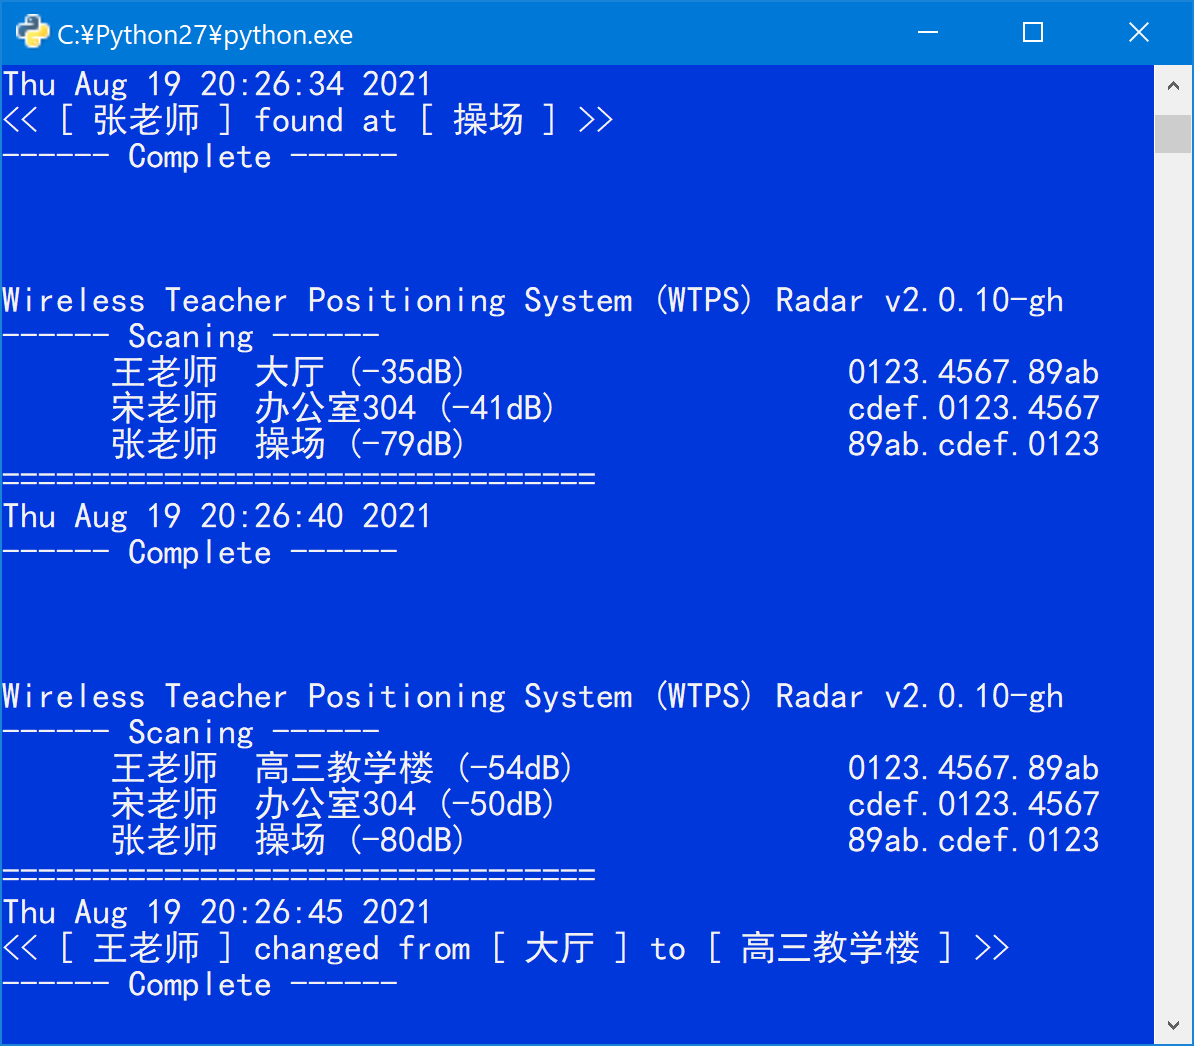 C:¥Python27¥python.exe
Thu Aug 19 20:26:34 2021
<< [ 张老师 ] found at [ 操场 ] >>
------ Complete ------
Wireless Teacher Positioning System (WTPS) Radar v2.0.10-gh
------ Scaning ------
王老师 大厅 (-35dB) 0123.4567.89ab
宋老师 办公室304 (-41dB) cdef.0123.4567
张老师 操场 (-79dB) 89ab.cdef.0123
=================================
Thu Aug 19 20:26:40 2021
------ Complete ------
Wireless Teacher Positioning System (WTPS) Radar v2.0.10-gh
------ Scaning ------
王老师 高三教学楼 (-54dB) 0123.4567.89ab
宋老师 办公室304 (-50dB) cdef.0123.4567
张老师 操场 (-80dB) 89ab.cdef.0123
=================================
Thu Aug 19 20:26:45 2021
<< [ 王老师 ] changed from [ 大厅 ] to [ 高三教学楼 ] >>
------ Complete ------